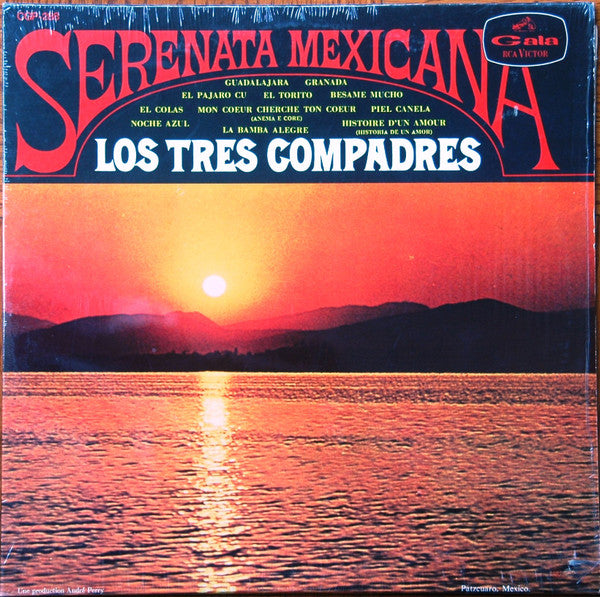 CGP-288
SERENATA MEXICANA
Gala
RCA VICTOR
GUADALAJARA GRANADA
EL PAJARO CU EL TORITO BESAME MUCHO
EL COLAS MON COEUR CHERCHE TON COEUR PIEL CANELA
(ANEMA E CORE)
NOCHE AZUL HISTOIRE D'UN AMOUR
(HISTORIA DE UN AMOR)
LA BAMBA ALEGRE
LOS TRES COMPADRES
Une production André Perry
Patzcuaro, Mexico.